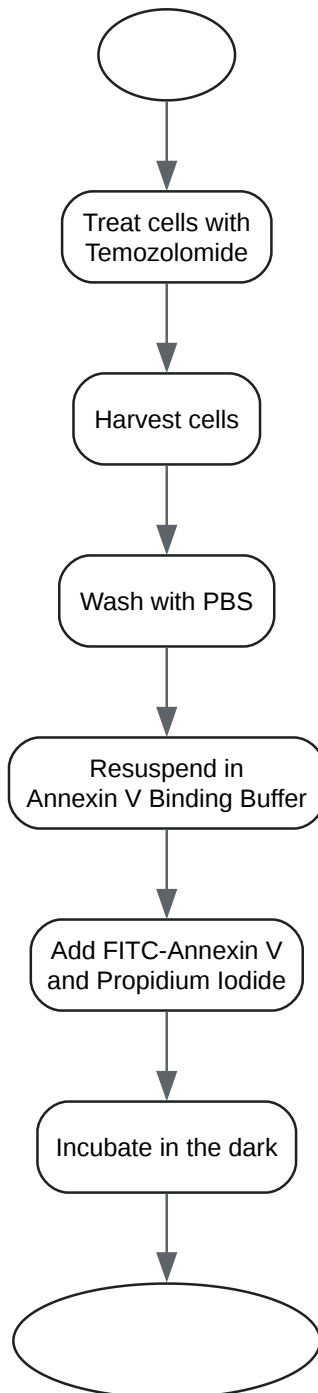 Treat cells with
Temozolomide
Harvest cells
Wash with PBS
Resuspend in
Annexin V Binding Buffer
Add FITC-Annexin V
and Propidium Iodide
Incubate in the dark